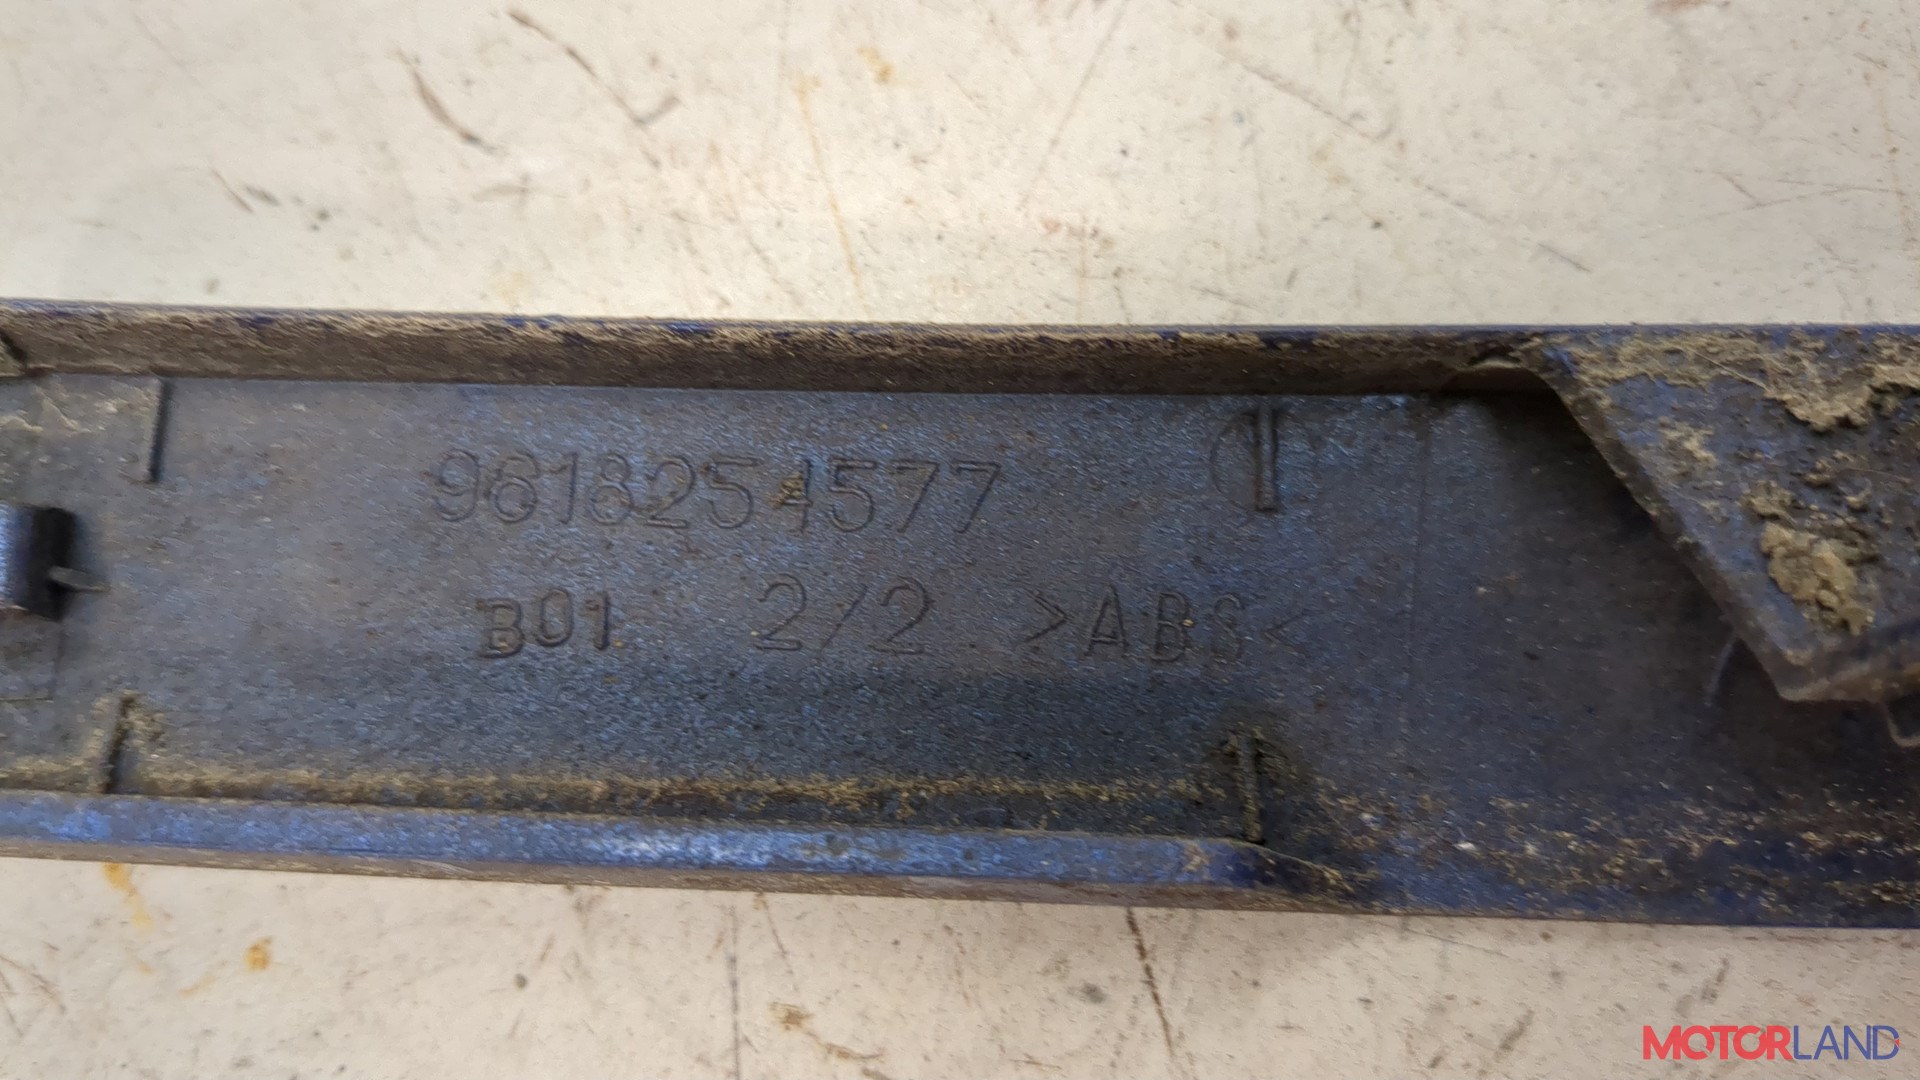 9618254577
B01 2/2 >ABS<
MOTORLAND